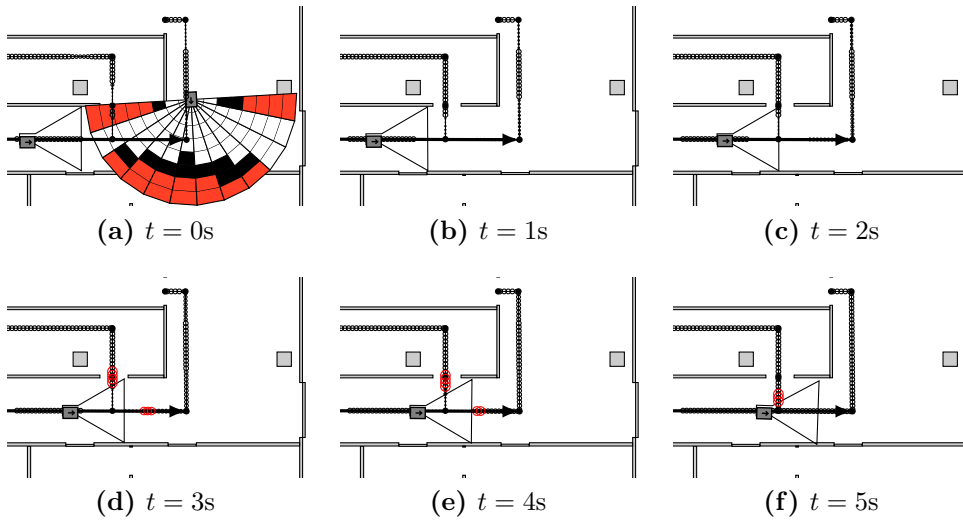 (a) t = 0s
(b) t = 1s
(c) t = 2s
(d) t = 3s
(e) t = 4s
(f) t = 5s